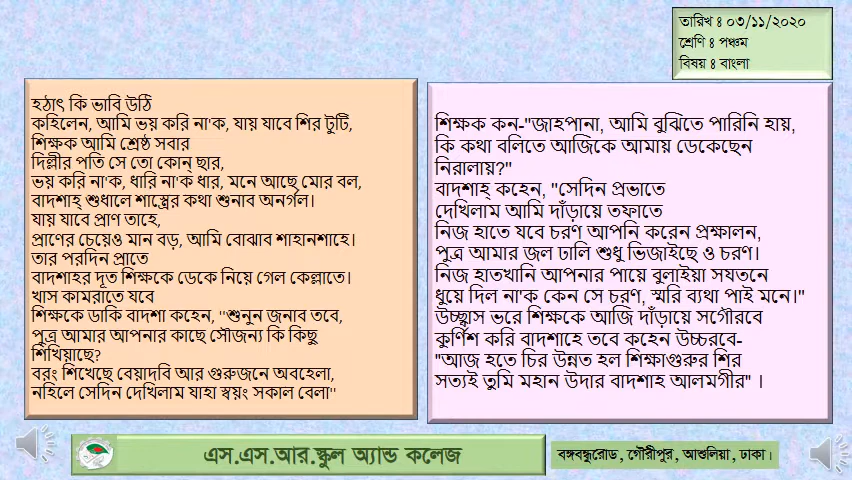 তারিখ ঃ ০৩/১১/২০২০
শ্রেণি ঃ পঞ্চম
বিষয় ঃ বাংলা
হঠাৎ কি ভাবি উঠি
কহিলেন, আমি ভয় করি না'ক, যায় যাবে শির টুটি,
শিক্ষক আমি শ্রেষ্ঠ সবার
দিল্লীর পতি সে তো কোন্ ছার,
ভয় করি না'ক, ধারি না'ক ধার, মনে আছে মোর বল,
বাদশাহ্ শুধালে শাস্ত্রের কথা শুনাব অনর্গল।
যায় যাবে প্রাণ তাহে,
প্রাণের চেয়েও মান বড়, আমি বোঝাব শাহানশাহে।
তার পরদিন প্রাতে
বাদশাহর দূত শিক্ষকে ডেকে নিয়ে গেল কেল্লাতে।
খাস কামরাতে যবে
শিক্ষকে ডাকি বাদশা কহেন, ''শুনুন জনাব তবে,
পুত্র আমার আপনার কাছে সৌজন্য কি কিছু
শিখিয়াছে?
বরং শিখেছে বেয়াদবি আর গুরুজনে অবহেলা,
নহিলে সেদিন দেখিলাম যাহা স্বয়ং সকাল বেলা''
শিক্ষক কন-"জাহপানা, আমি বুঝিতে পারিনি হায়,
কি কথা বলিতে আজিকে আমায় ডেকেছেন
নিরালায়?"
বাদশাহ্ কহেন, "সেদিন প্রভাতে
দেখিলাম আমি দাঁড়ায়ে তফাতে
নিজ হাতে যবে চরণ আপনি করেন প্রক্ষালন,
পুত্র আমার জল ঢালি শুধু ভিজাইছে ও চরণ।
নিজ হাতখানি আপনার পায়ে বুলাইয়া সযতনে
ধুয়ে দিল না'ক কেন সে চরণ, স্মরি ব্যথা পাই মনে।"
উচ্ছ্বাস ভরে শিক্ষকে আজি দাঁড়ায়ে সগৌরবে
কুর্ণিশ করি বাদশাহে তবে কহেন উচ্চরবে-
"আজ হতে চির উন্নত হল শিক্ষাগুরুর শির
সত্যই তুমি মহান উদার বাদশাহ আলমগীর" ।
এস.এস.আর.স্কুল অ্যান্ড কলেজ
বঙ্গবন্ধুরোড, গৌরীপুর, আশুলিয়া, ঢাকা।